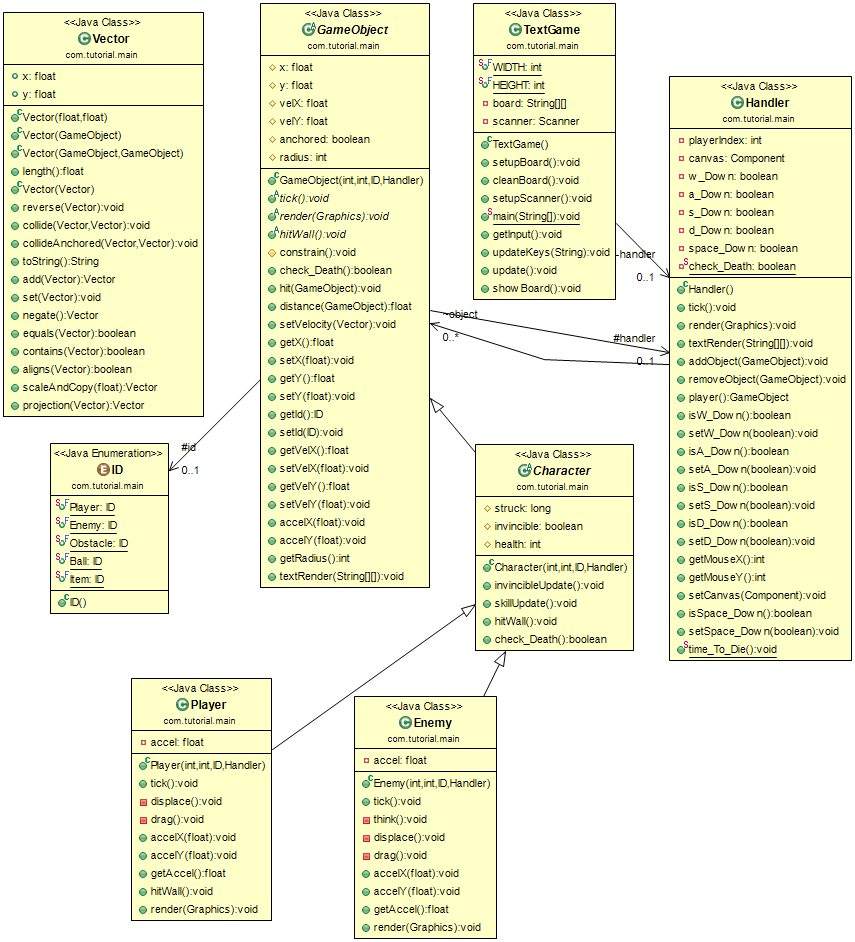 <<Java Class>>
Vector
com.tutorial.main
x: float
y: float
Vector(float,float)
Vector(GameObject)
Vector(GameObject,GameObject)
length():float
Vector(Vector)
reverse(Vector):void
collide(Vector,Vector):void
collideAnchored(Vector,Vector):void
toString():String
add(Vector):Vector
set(Vector):void
negate():Vector
equals(Vector):boolean
contains(Vector):boolean
aligns(Vector):boolean
scaleAndCopy(float):Vector
projection(Vector):Vector
<<Java Class>>
GameObject
com.tutorial.main
x: float
y: float
velX: float
velY: float
anchored: boolean
radius: int
GameObject(int,int,ID,Handler)
tick():void
render(Graphics):void
hitWall():void
constrain():void
check_Death():boolean
hit(GameObject):void
distance(GameObject):float
setVelocity(Vector):void
getX():float
setX(float):void
getY():float
setY(float):void
getId():ID
setId(ID):void
getVelX():float
setVelX(float):void
getVelY():float
setVelY(float):void
accelX(float):void
accelY(float):void
getRadius():int
textRender(String[][]):void
<<Java Class>>
TextGame
com.tutorial.main
WIDTH: int
HEIGHT: int
board: String[][]
scanner: Scanner
TextGame()
setupBoard():void
cleanBoard():void
setupScanner():void
main(String[]):void
getInput():void
updateKeys(String):void
update():void
showBoard():void
-handler
0..1
<<Java Class>>
Handler
com.tutorial.main
playerIndex: int
canvas: Component
w_Down: boolean
a_Down: boolean
s_Down: boolean
d_Down: boolean
space_Down: boolean
check_Death: boolean
Handler()
tick():void
render(Graphics):void
textRender(String[][]):void
addObject(GameObject):void
removeObject(GameObject):void
player():GameObject
isW_Down():boolean
setW_Down(boolean):void
isA_Down():boolean
setA_Down(boolean):void
isS_Down():boolean
setS_Down(boolean):void
isD_Down():boolean
setD_Down(boolean):void
getMouseX():int
getMouseY():int
setCanvas(Component):void
isSpace_Down():boolean
setSpace_Down(boolean):void
time_To_Die():void
~object
0..*
#handler
0..1
#id
0..1
<<Java Enumeration>>
ID
com.tutorial.main
Player: ID
Enemy: ID
Obstacle: ID
Ball: ID
Item: ID
ID()
<<Java Class>>
Character
com.tutorial.main
struck: long
invincible: boolean
health: int
Character(int,int,ID,Handler)
invincibleUpdate():void
skillUpdate():void
hitWall():void
check_Death():boolean
<<Java Class>>
Player
com.tutorial.main
accel: float
Player(int,int,ID,Handler)
tick():void
displace():void
drag():void
accelX(float):void
accelY(float):void
getAccel():float
hitWall():void
render(Graphics):void
<<Java Class>>
Enemy
com.tutorial.main
accel: float
Enemy(int,int,ID,Handler)
tick():void
think():void
displace():void
drag():void
accelX(float):void
accelY(float):void
getAccel():float
render(Graphics):void